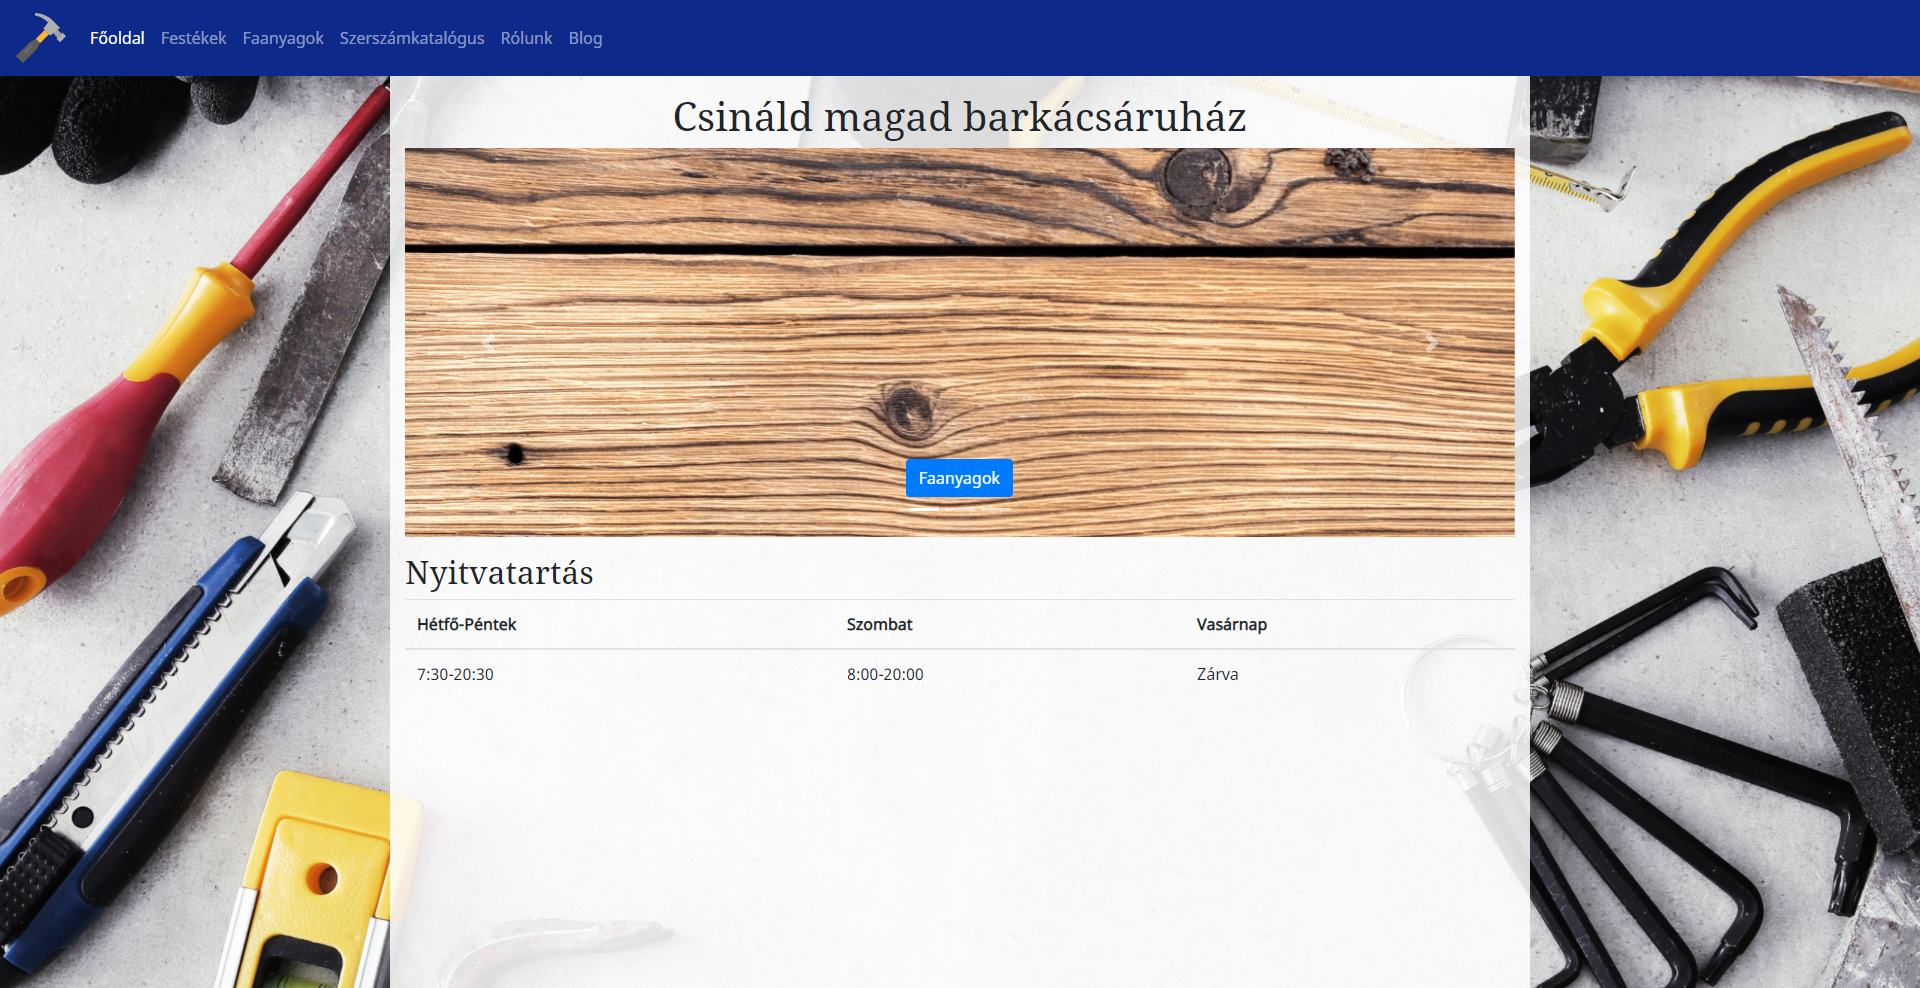 Főoldal Festékek Faanyagok Szerszámkatalógus Rólunk Blog
Csináld magad barkácsáruház
Faanyagok
Nyitvatartás
Hétfő-Péntek Szombat Vasárnap
7:30-20:30 8:00-20:00 Zárva